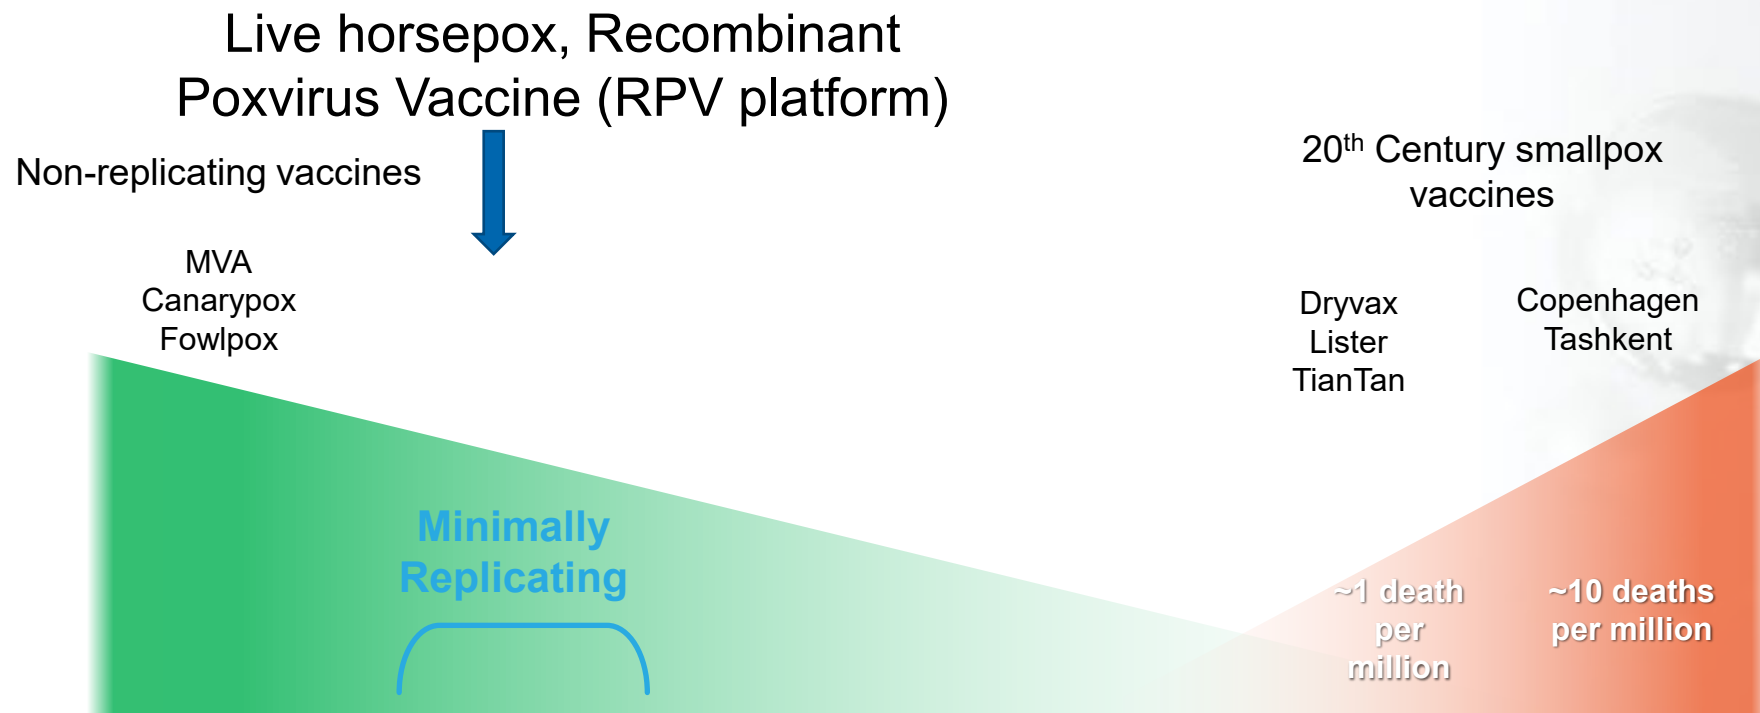 Live horsepox, Recombinant
Poxvirus Vaccine (RPV platform)
Non-replicating vaccines
MVA
Canarypox
Fowlpox
20th Century smallpox
vaccines
Dryvax
Lister
TianTan
Copenhagen
Tashkent
Minimally
Replicating
~1 death
per
million
~10 deaths
per million